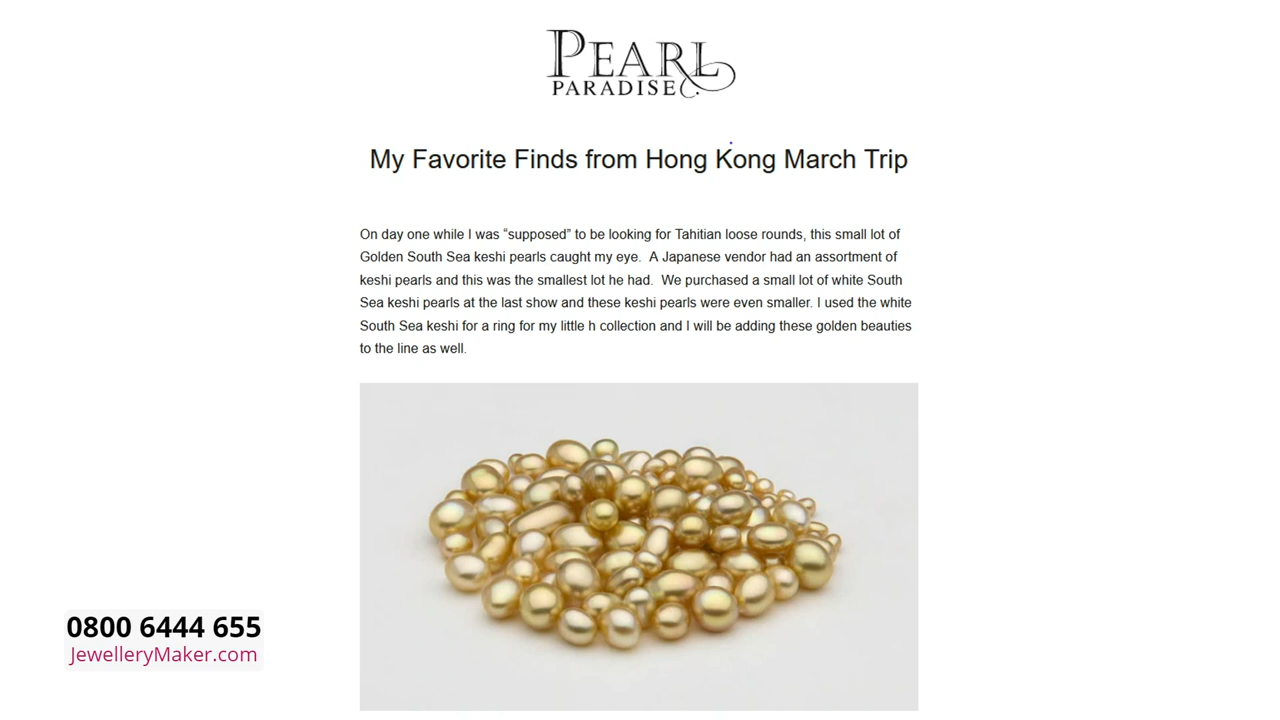 PEARL
PARADISE
My Favorite Finds from Hong Kong March Trip
On day one while I was “supposed” to be looking for Tahitian loose rounds, this small lot of
Golden South Sea keshi pearls caught my eye.  A Japanese vendor had an assortment of
keshi pearls and this was the smallest lot he had.  We purchased a small lot of white South
Sea keshi pearls at the last show and these keshi pearls were even smaller. I used the white
South Sea keshi for a ring for my little h collection and I will be adding these golden beauties
to the line as well.
0800 6444 655
JewelleryMaker.com